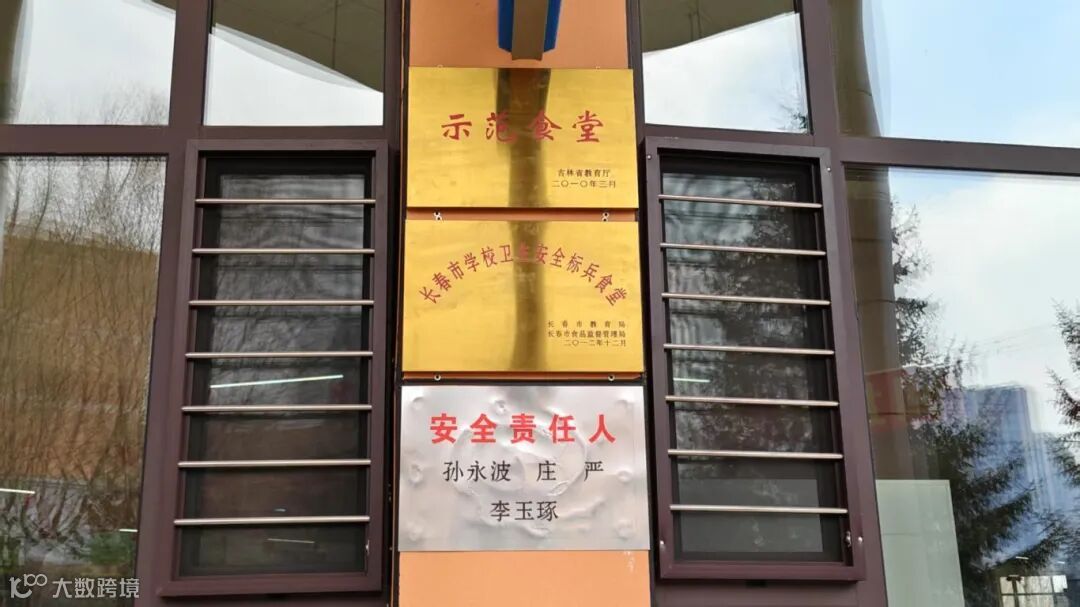 示范食堂
吉林省教育厅
二〇一〇年三月
长春市学校卫生安全标兵食堂
长春市教育局
长春市食品监督管理局
二〇一二年十二月
安全责任人
孙永波 庄 严
李玉琢
大数跨境